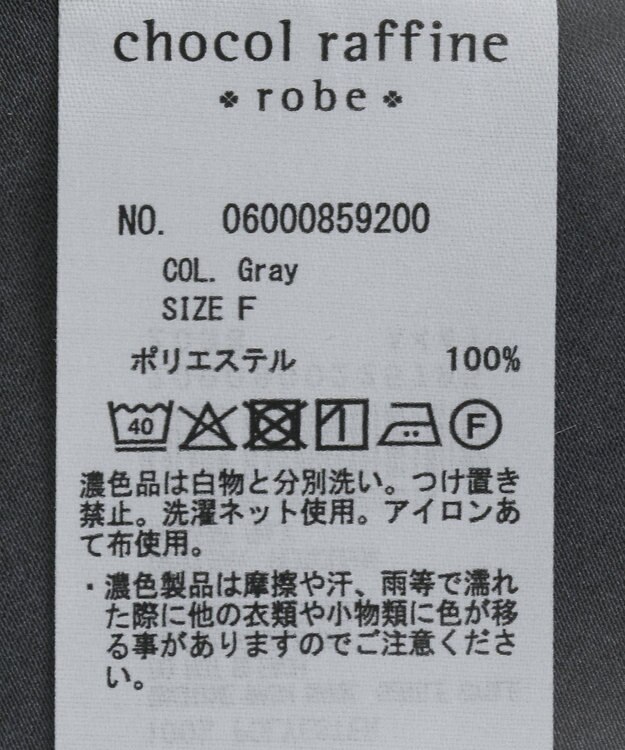 chocol raffine
robe
NO. 06000859200
COL. Gray
SIZE F
ポリエステル 100%
40 F
濃色品は白物と分別洗い。つけ置き
禁止。洗濯ネット使用。アイロンあ
て布使用。
・濃色製品は摩擦や汗、雨等で濡れ
た際に他の衣類や小物類に色が移
る事がありますのでご注意くださ
い。